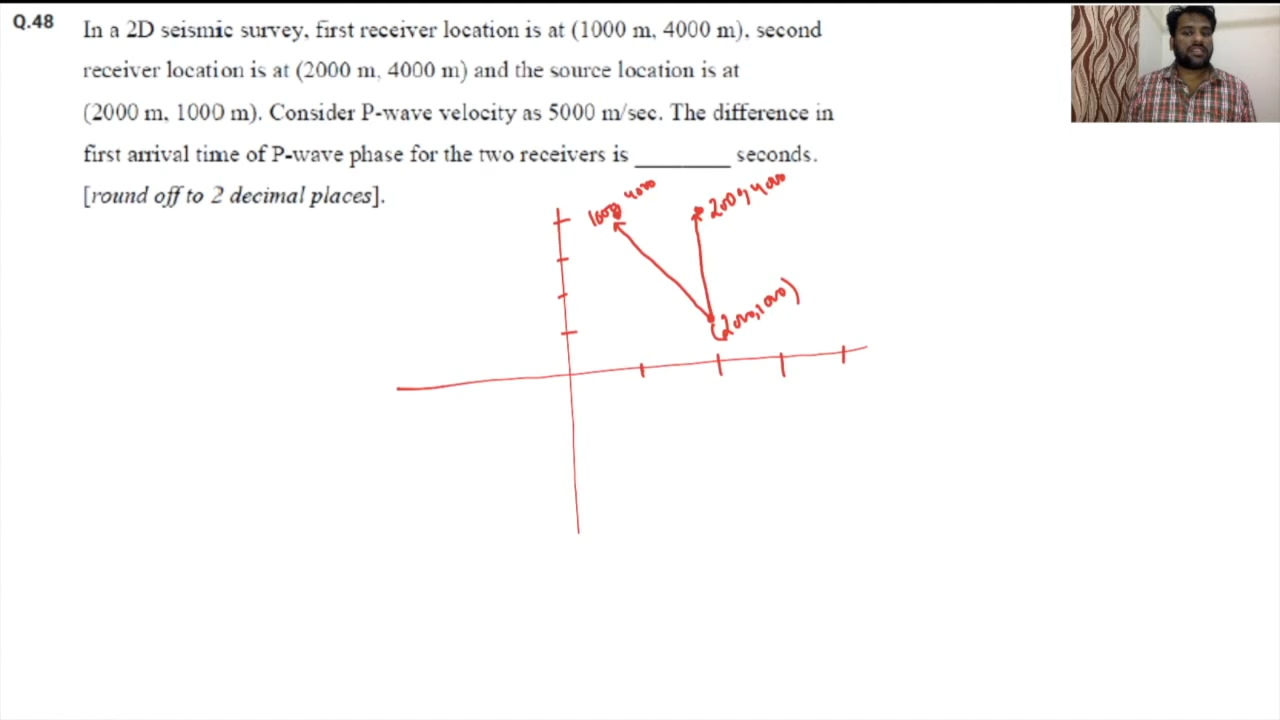 Q.48 In a 2D seismic survey, first receiver location is at (1000 m, 4000 m), second
receiver location is at (2000 m, 4000 m) and the source location is at
(2000 m, 1000 m). Consider P-wave velocity as 5000 m/sec. The difference in
first arrival time of P-wave phase for the two receivers is ________ seconds.
[round off to 2 decimal places].
4000
2000, 4000
(2000,1000)